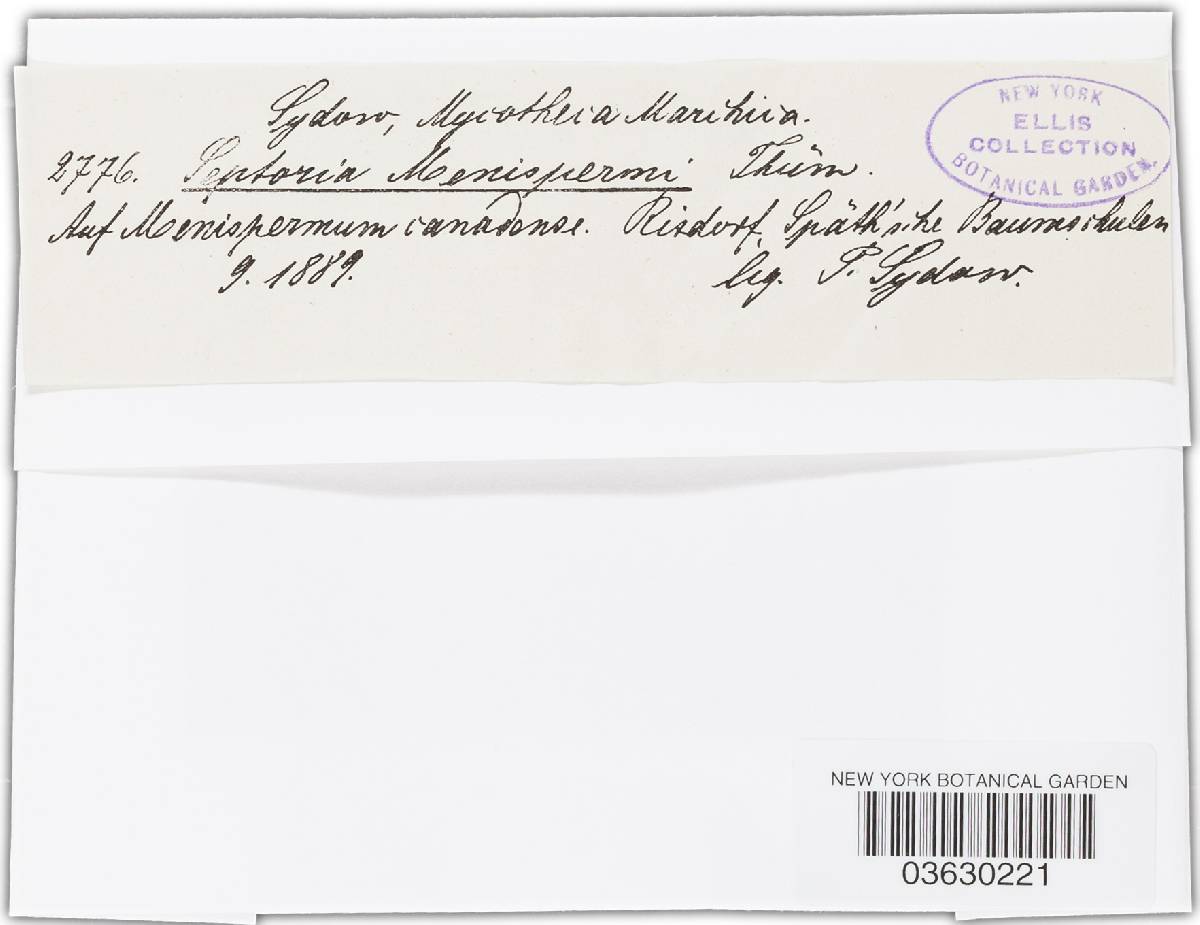 Sydow, Mycotheca Marchica.
2776. Septoria Menispermi Thüm.
Auf Menispermum canadense. Rixdorf, Späth'sche Baumschulen
9. 1889. leg. P. Sydow.
NEW YORK
ELLIS
COLLECTION
BOTANICAL GARDEN.
NEW YORK BOTANICAL GARDEN
03630221